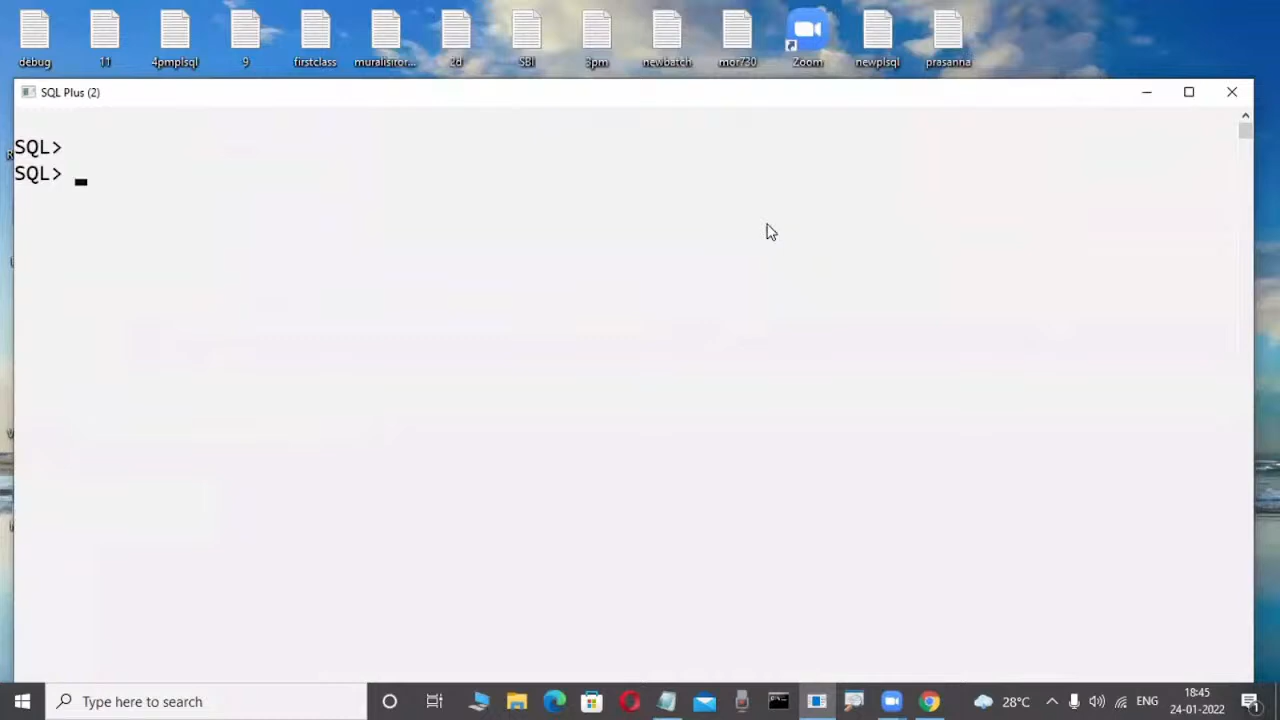 debug 11 4pmplsql 9 firstclass muralisiror... 2d SBI 3pm newbatch mor730 Zoom newplsql prasanna
SQL Plus (2)
SQL>
SQL>
Type here to search
28°C
ENG
18:45
24-01-2022
1